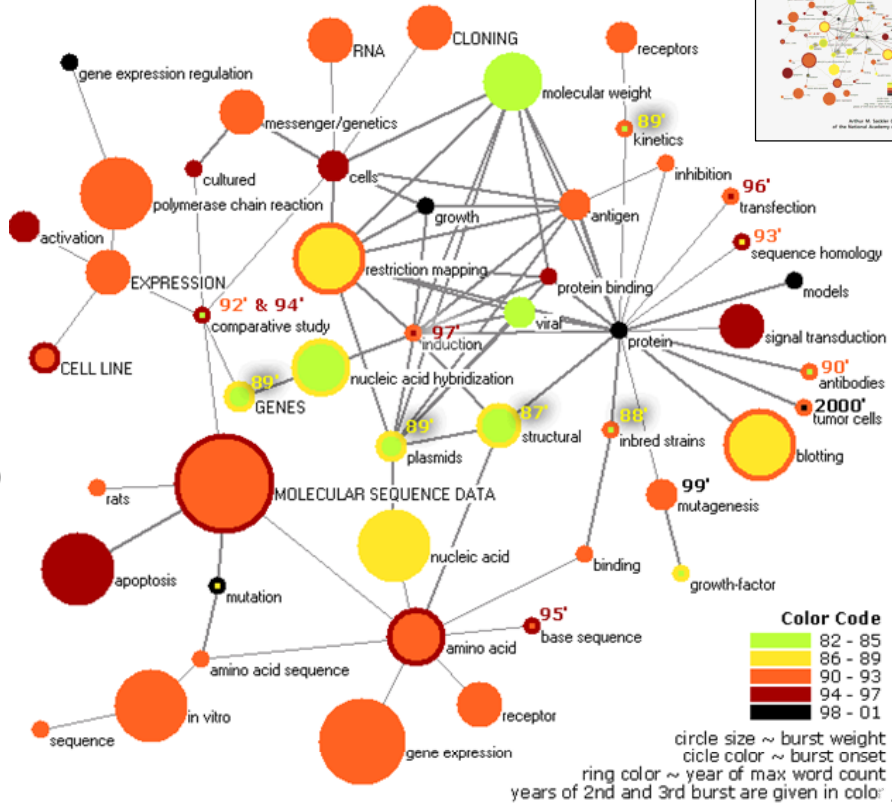 RNA
CLONING
receptors
gene expression regulation
molecular weight
messenger/genetics
89'
kinetics
cells
cultured
inhibition
polymerase chain reaction
96'
transfection
growth
antigen
activation
93'
sequence homology
restriction mapping
EXPRESSION
protein binding
models
92' & 94'
comparative study
viral
97'
induction
protein
signal transduction
CELL LINE
nucleic acid hybridization
90'
antibodies
89'
GENES
2000'
tumor cells
87'
structural
88'
inbred strains
89'
plasmids
blotting
rats
MOLECULAR SEQUENCE DATA
99'
mutagenesis
nucleic acid
binding
apoptosis
mutation
growth-factor
95'
base sequence
amino acid
amino acid sequence
in vitro
receptor
sequence
gene expression
Color Code
82 - 85
86 - 89
90 - 93
94 - 97
98 - 01
circle size ~ burst weight
cicle color ~ burst onset
ring color ~ year of max word count
years of 2nd and 3rd burst are given in color
Arthur M. Sackler
of the National Academy